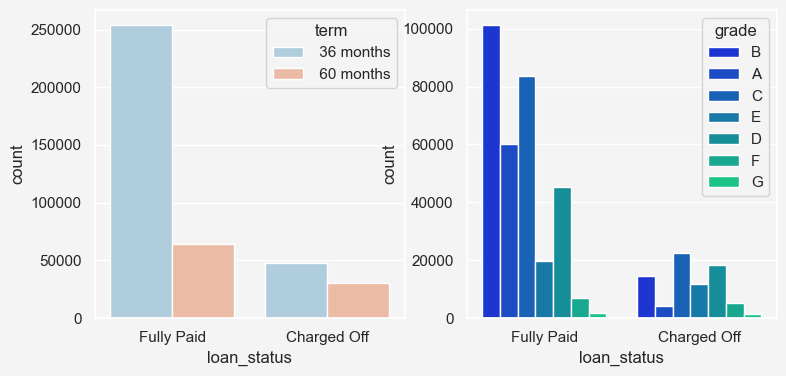 term
36 months
60 months
250000
200000
150000
100000
50000
0
count
Fully Paid
Charged Off
loan_status
grade
B
A
C
E
D
F
G
100000
80000
60000
40000
20000
0
count
Fully Paid
Charged Off
loan_status